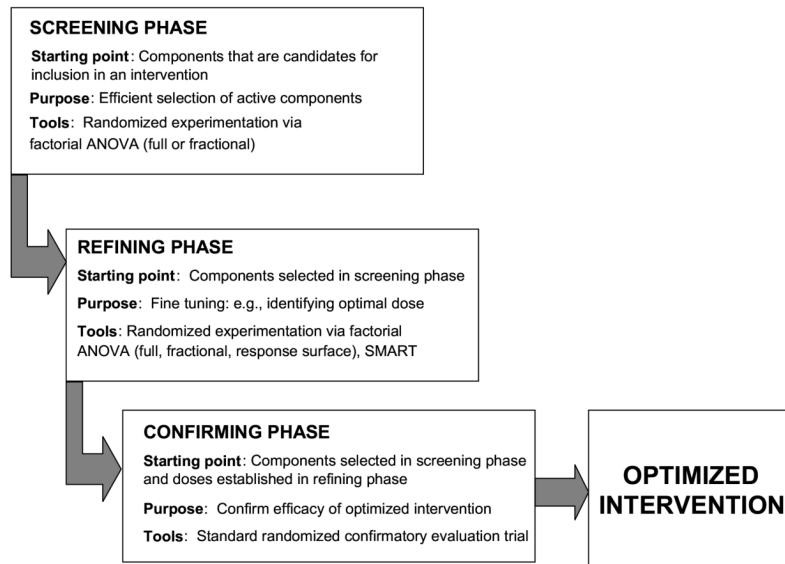 SCREENING PHASE
Starting point: Components that are candidates for
inclusion in an intervention
Purpose: Efficient selection of active components
Tools: Randomized experimentation via
factorial ANOVA (full or fractional)
REFINING PHASE
Starting point: Components selected in screening phase
Purpose: Fine tuning: e.g., identifying optimal dose
Tools: Randomized experimentation via factorial
ANOVA (full, fractional, response surface), SMART
CONFIRMING PHASE
Starting point: Components selected in screening phase
and doses established in refining phase
Purpose: Confirm efficacy of optimized intervention
Tools: Standard randomized confirmatory evaluation trial
OPTIMIZED
INTERVENTION